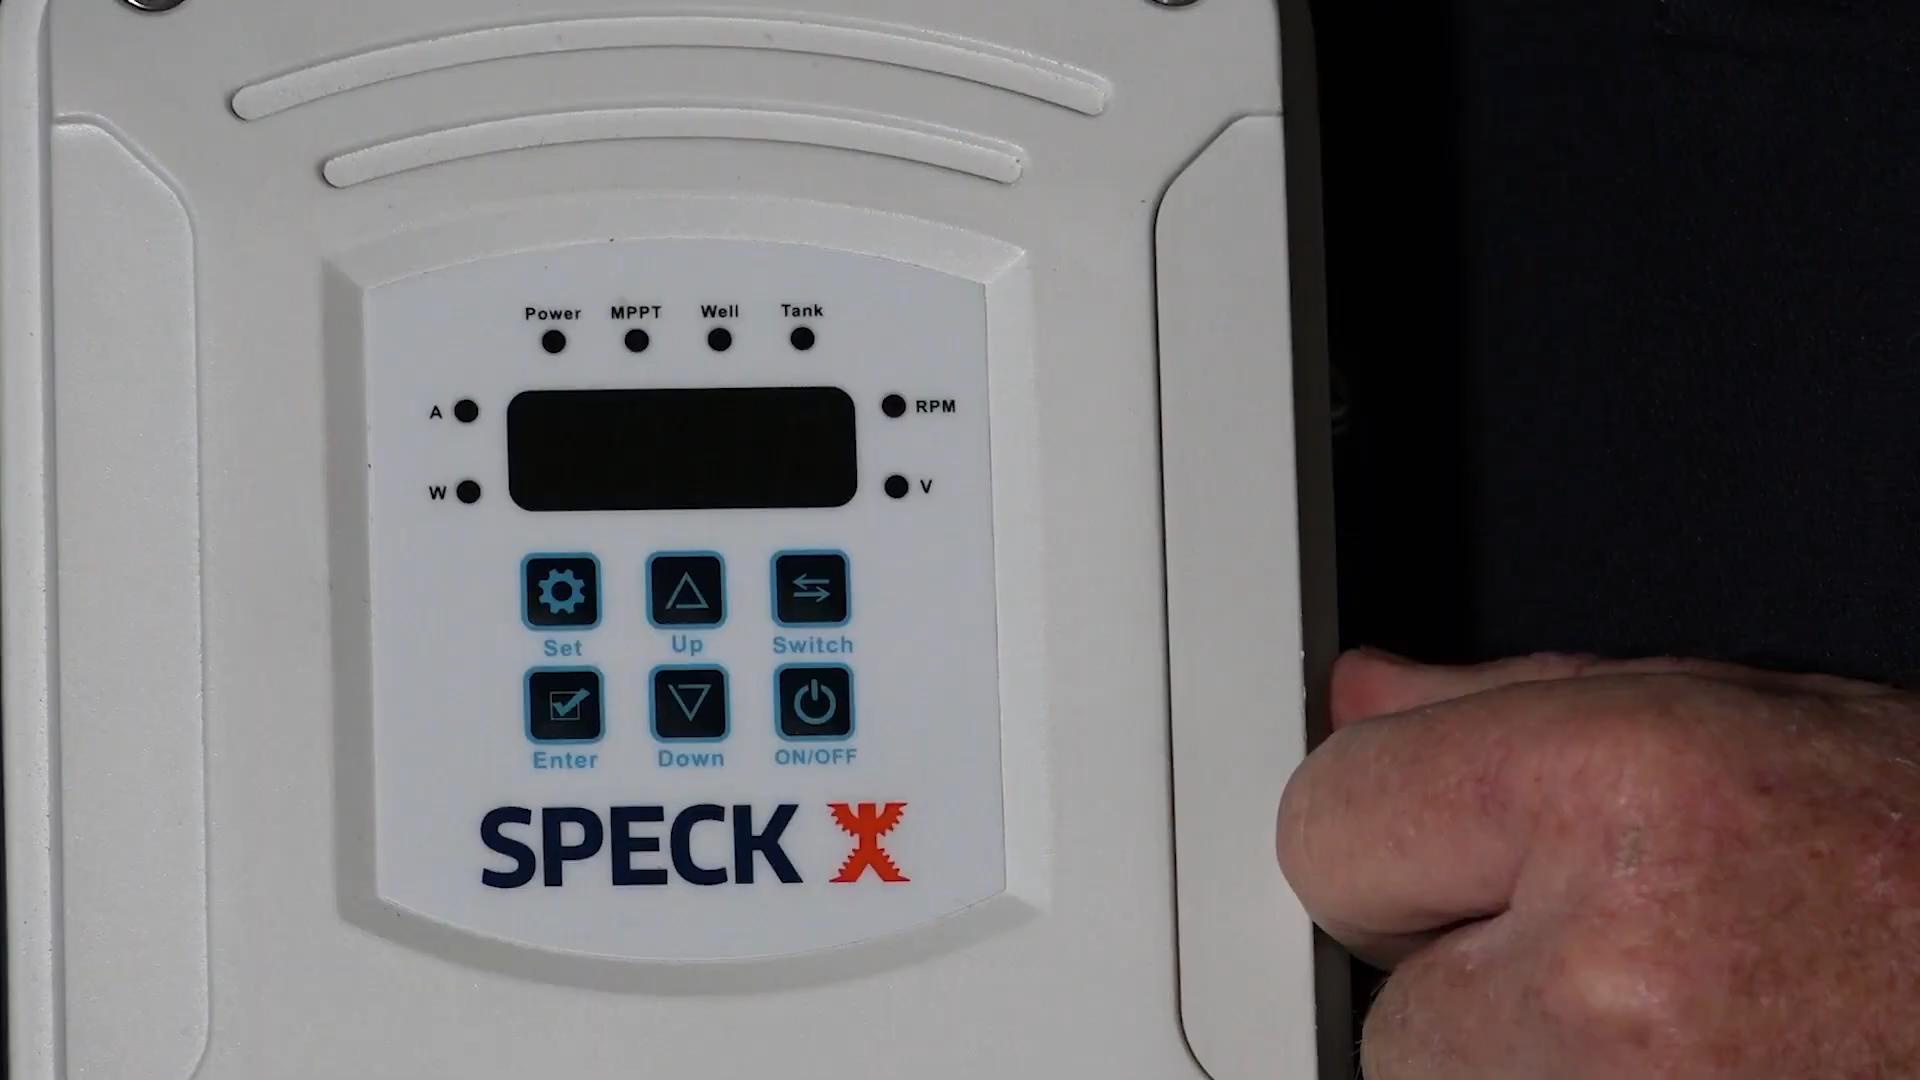 Power MPPT Well Tank
A RPM
W V
Set Up Switch
Enter Down ON/OFF
SPECK